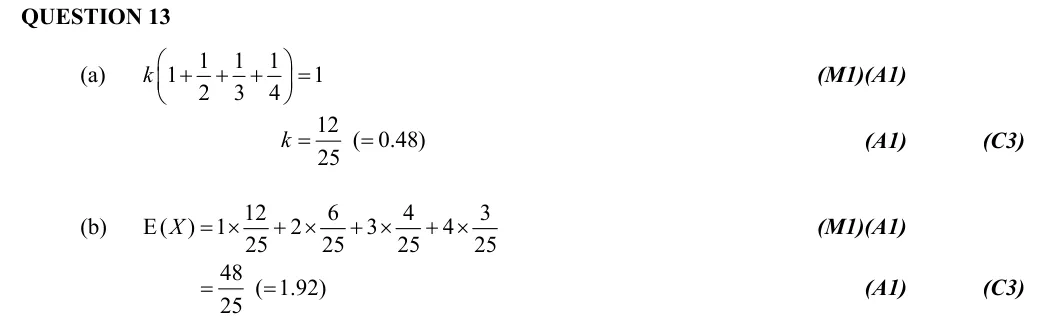 QUESTION 13
(a) k(1 + 1/2 + 1/3 + 1/4) = 1 (M1)(A1)
k = 12/25 (= 0.48) (A1) (C3)
(b) E(X) = 1 × 12/25 + 2 × 6/25 + 3 × 4/25 + 4 × 3/25 (M1)(A1)
= 48/25 (= 1.92) (A1) (C3)